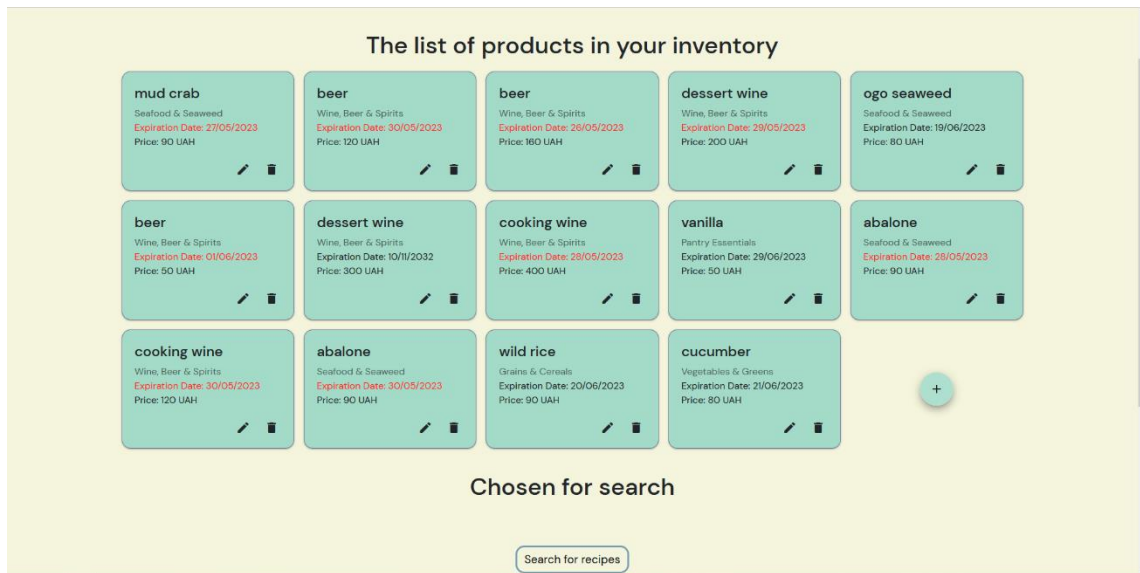 The list of products in your inventory
mud crab
Seafood & Seaweed
Expiration Date: 27/05/2023
Price: 90 UAH
beer
Wine, Beer & Spirits
Expiration Date: 30/05/2023
Price: 120 UAH
beer
Wine, Beer & Spirits
Expiration Date: 26/05/2023
Price: 160 UAH
dessert wine
Wine, Beer & Spirits
Expiration Date: 29/05/2023
Price: 200 UAH
ogo seaweed
Seafood & Seaweed
Expiration Date: 19/06/2023
Price: 80 UAH
beer
Wine, Beer & Spirits
Expiration Date: 01/06/2023
Price: 50 UAH
dessert wine
Wine, Beer & Spirits
Expiration Date: 10/11/2032
Price: 300 UAH
cooking wine
Wine, Beer & Spirits
Expiration Date: 28/05/2023
Price: 400 UAH
vanilla
Pantry Essentials
Expiration Date: 29/06/2023
Price: 50 UAH
abalone
Seafood & Seaweed
Expiration Date: 28/05/2023
Price: 90 UAH
cooking wine
Wine, Beer & Spirits
Expiration Date: 30/05/2023
Price: 120 UAH
abalone
Seafood & Seaweed
Expiration Date: 30/05/2023
Price: 90 UAH
wild rice
Grains & Cereals
Expiration Date: 20/06/2023
Price: 90 UAH
cucumber
Vegetables & Greens
Expiration Date: 21/06/2023
Price: 80 UAH
+
Chosen for search
Search for recipes